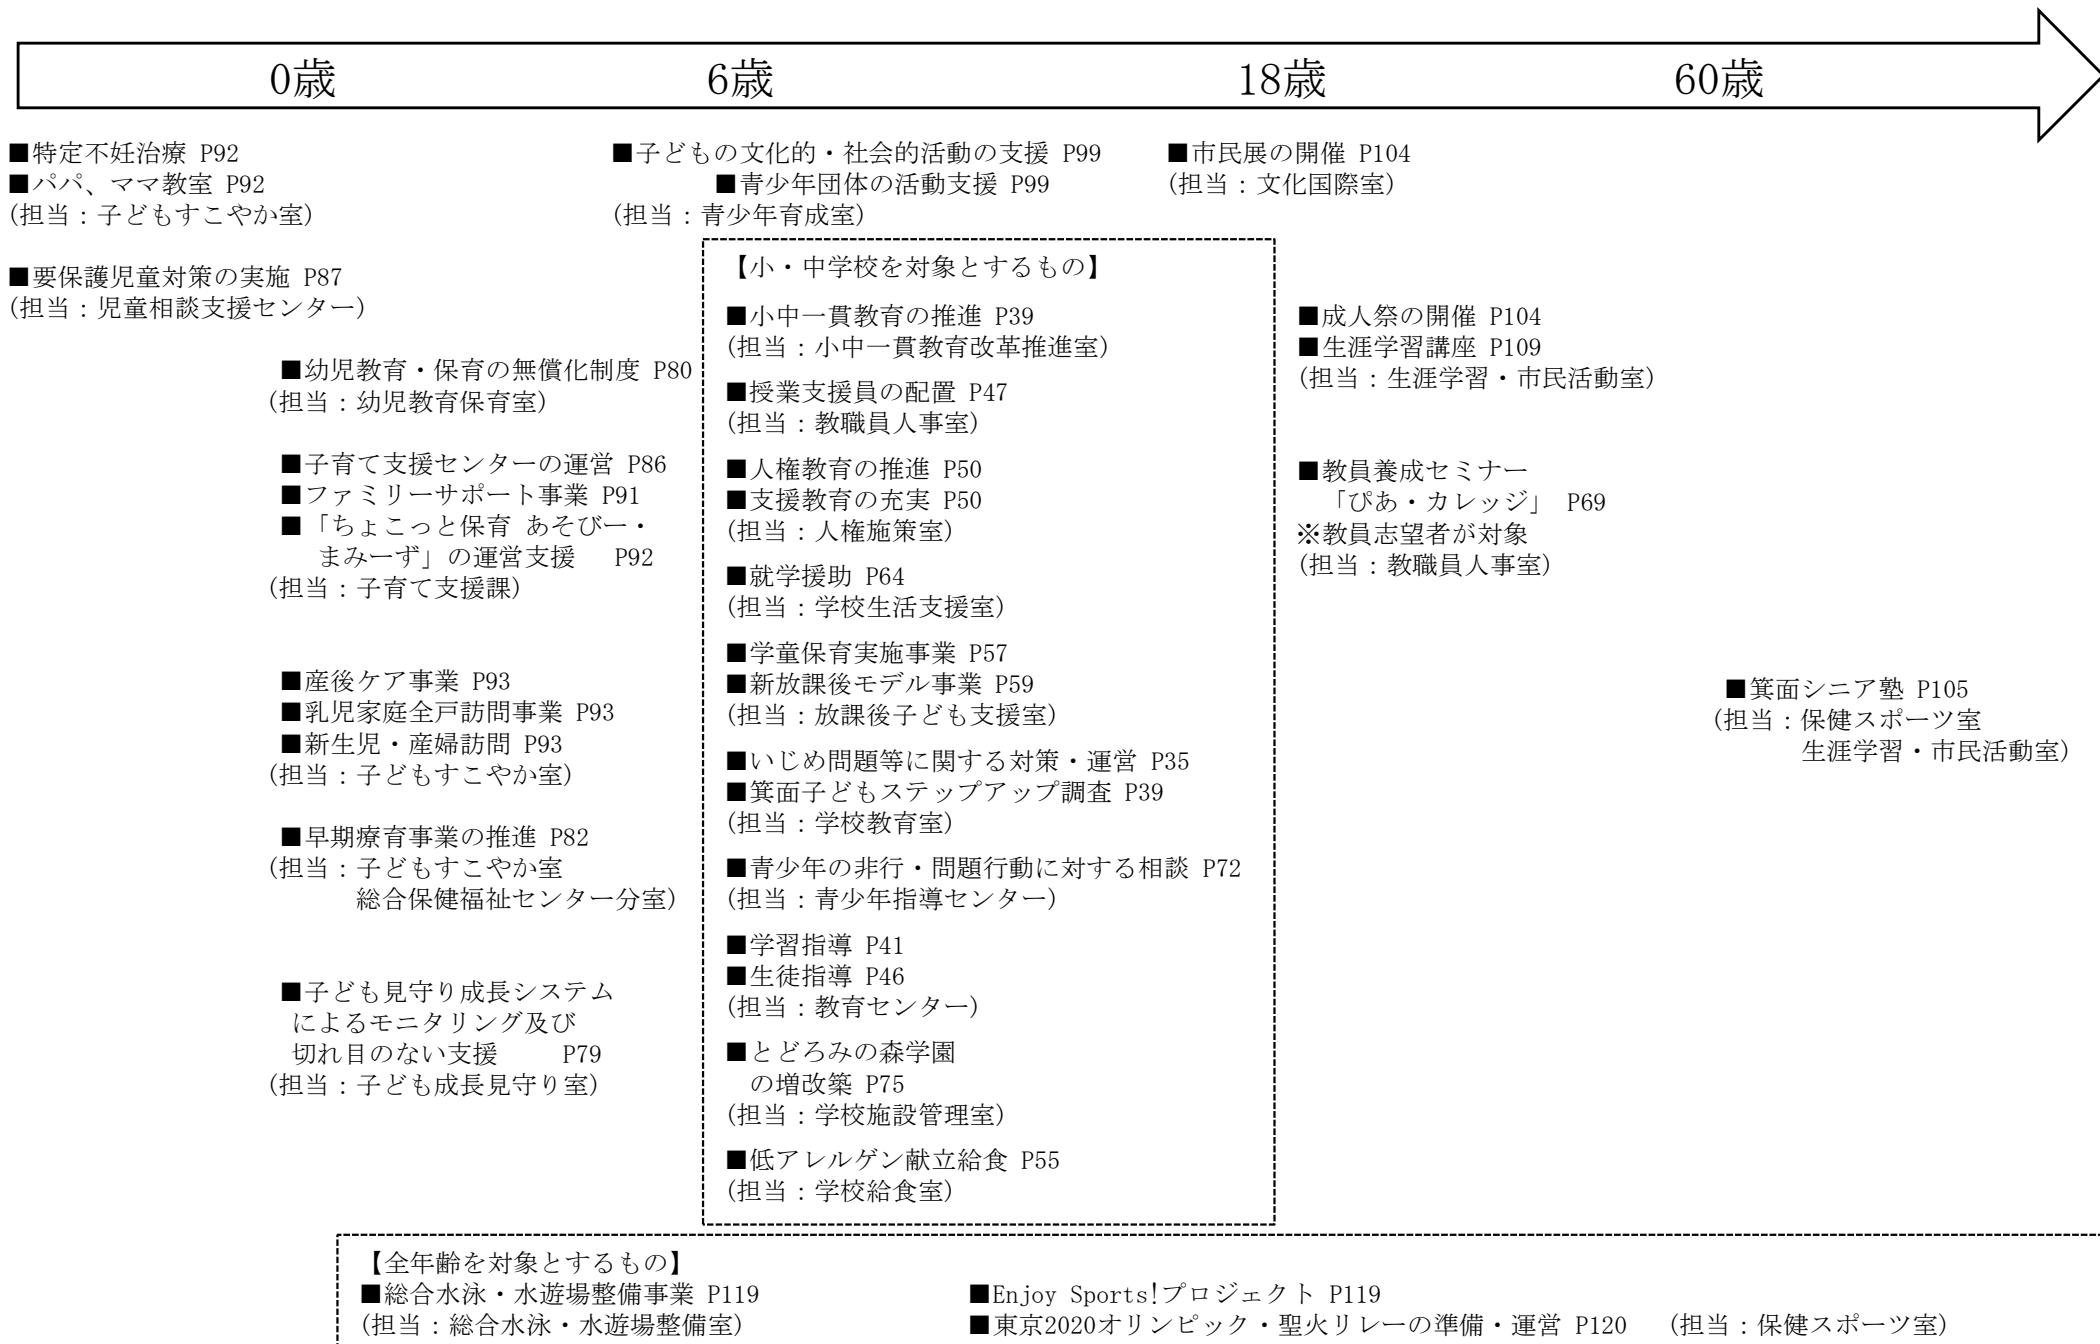 0歳 6歳 18歳 60歳
■特定不妊治療 P92
■パパ、ママ教室 P92
(担当：子どもすこやか室)
■要保護児童対策の実施 P87
(担当：児童相談支援センター)
■幼児教育・保育の無償化制度 P80
(担当：幼児教育保育室)
■子育て支援センターの運営 P86
■ファミリーサポート事業 P91
■「ちょこっと保育 あそびー・
まみーず」の運営支援 P92
(担当：子育て支援課)
■産後ケア事業 P93
■乳児家庭全戸訪問事業 P93
■新生児・産婦訪問 P93
(担当：子どもすこやか室)
■早期療育事業の推進 P82
(担当：子どもすこやか室
総合保健福祉センター分室)
■子ども見守り成長システム
によるモニタリング及び
切れ目のない支援 P79
(担当：子ども成長見守り室)
■子どもの文化的・社会的活動の支援 P99
■青少年団体の活動支援 P99
(担当：青少年育成室)
【小・中学校を対象とするもの】
■小中一貫教育の推進 P39
(担当：小中一貫教育改革推進室)
■授業支援員の配置 P47
(担当：教職員人事室)
■人権教育の推進 P50
■支援教育の充実 P50
(担当：人権施策室)
■就学援助 P64
(担当：学校生活支援室)
■学童保育実施事業 P57
■新放課後モデル事業 P59
(担当：放課後子ども支援室)
■いじめ問題等に関する対策・運営 P35
■箕面子どもステップアップ調査 P39
(担当：学校教育室)
■青少年の非行・問題行動に対する相談 P72
(担当：青少年指導センター)
■学習指導 P41
■生徒指導 P46
(担当：教育センター)
■とどろみの森学園
の増改築 P75
(担当：学校施設管理室)
■低アレルゲン献立給食 P55
(担当：学校給食室)
■市民展の開催 P104
(担当：文化国際室)
■成人祭の開催 P104
■生涯学習講座 P109
(担当：生涯学習・市民活動室)
■教員養成セミナー
「ぴあ・カレッジ」 P69
※教員志望者が対象
(担当：教職員人事室)
■箕面シニア塾 P105
(担当：保健スポーツ室
生涯学習・市民活動室)
【全年齢を対象とするもの】
■総合水泳・水遊場整備事業 P119
(担当：総合水泳・水遊場整備室)
■Enjoy Sports!プロジェクト P119
■東京2020オリンピック・聖火リレーの準備・運営 P120 (担当：保健スポーツ室)